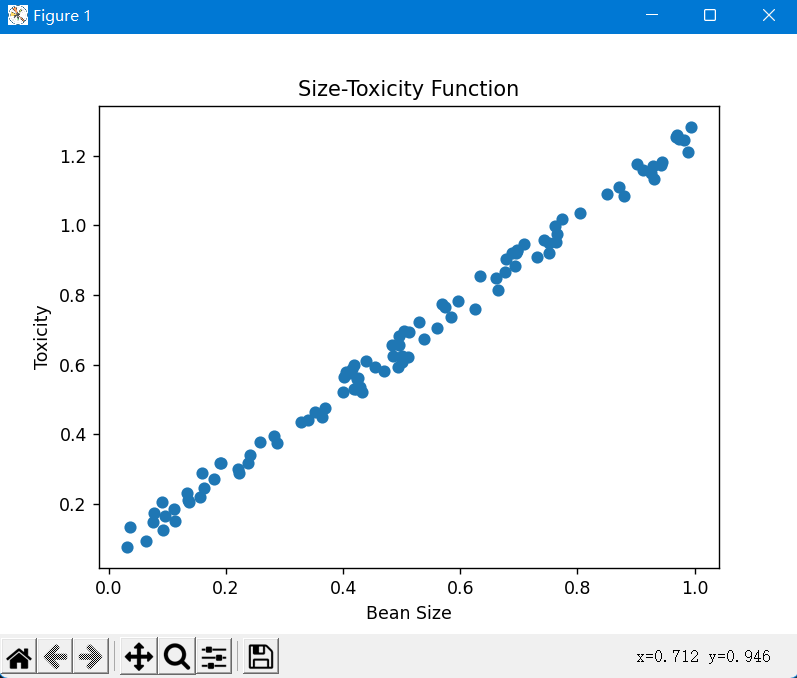 Figure 1
Size-Toxicity Function
Toxicity
1.2
1.0
0.8
0.6
0.4
0.2
0.0 0.2 0.4 0.6 0.8 1.0
Bean Size
x=0.712 y=0.946